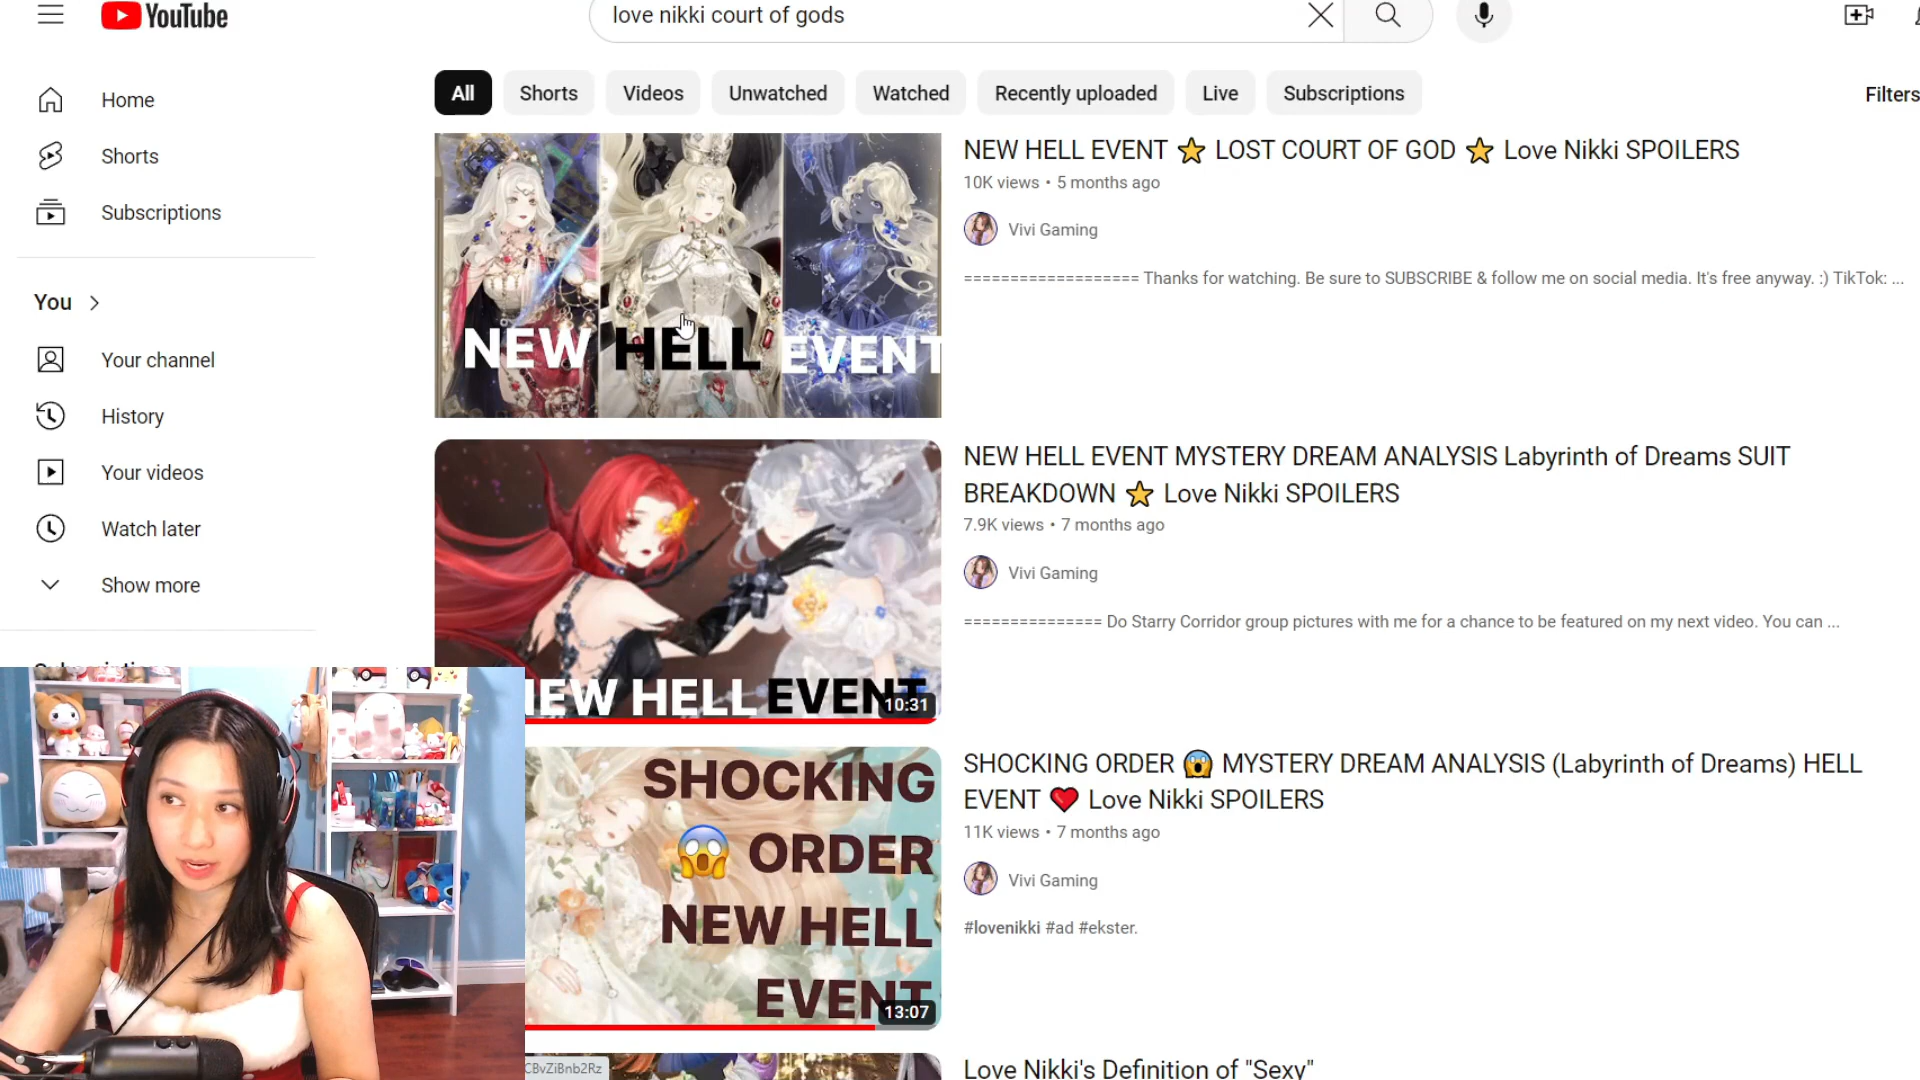 YouTube
love nikki court of gods
Home
Shorts
Subscriptions
You
Your channel
History
Your videos
Watch later
Show more
All
Shorts
Videos
Unwatched
Watched
Recently uploaded
Live
Subscriptions
Filters
NEW HELL EVENT
NEW HELL EVENT ⭐ LOST COURT OF GOD ⭐ Love Nikki SPOILERS
10K views • 5 months ago
Vivi Gaming
=================== Thanks for watching. Be sure to SUBSCRIBE & follow me on social media. It's free anyway. :) TikTok: ...
NEW HELL EVENT
10:31
NEW HELL EVENT MYSTERY DREAM ANALYSIS Labyrinth of Dreams SUIT
BREAKDOWN ⭐ Love Nikki SPOILERS
7.9K views • 7 months ago
Vivi Gaming
=============== Do Starry Corridor group pictures with me for a chance to be featured on my next video. You can ...
SHOCKING
😱 ORDER
NEW HELL
EVENT
13:07
SHOCKING ORDER 😱 MYSTERY DREAM ANALYSIS (Labyrinth of Dreams) HELL
EVENT ❤️ Love Nikki SPOILERS
11K views • 7 months ago
Vivi Gaming
#lovenikki #ad #ekster.
CBvZiBnb2Rz
Love Nikki's Definition of "Sexy"